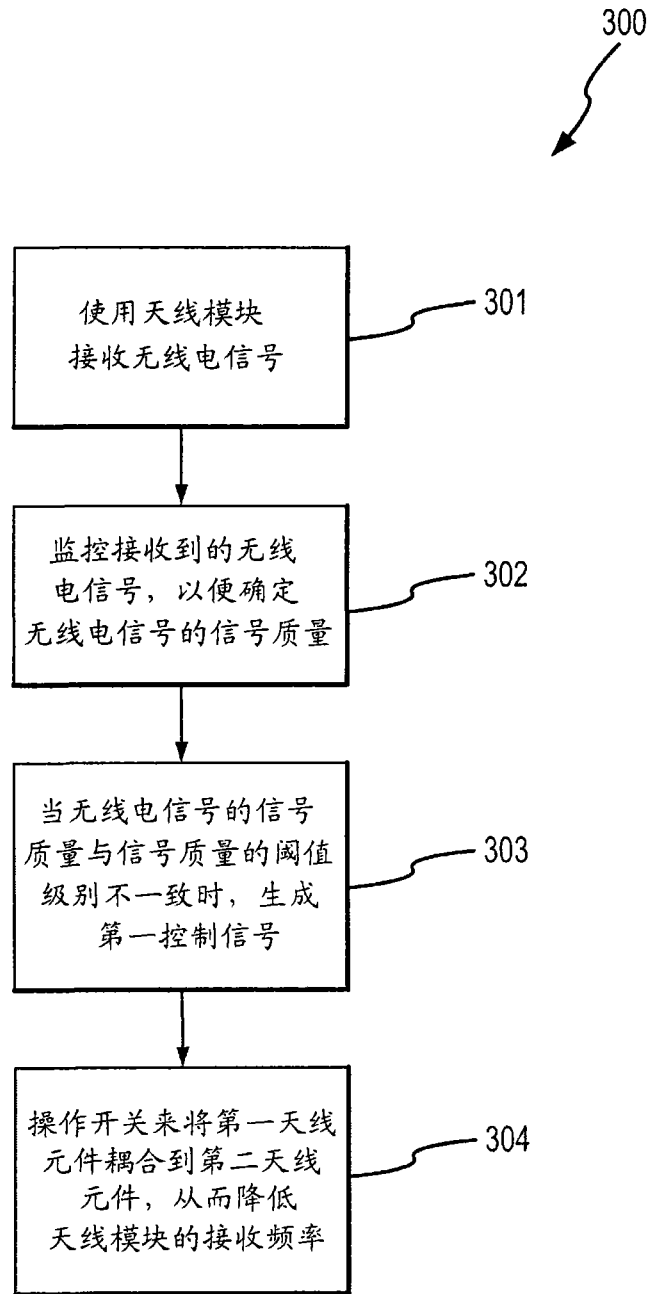 300
使用天线模块
接收无线电信号
301
监控接收到的无线
电信号，以便确定
无线电信号的信号质量
302
当无线电信号的信号
质量与信号质量的阈值
级别不一致时，生成
第一控制信号
303
操作开关来将第一天线
元件耦合到第二天线
元件，从而降低
天线模块的接收频率
304